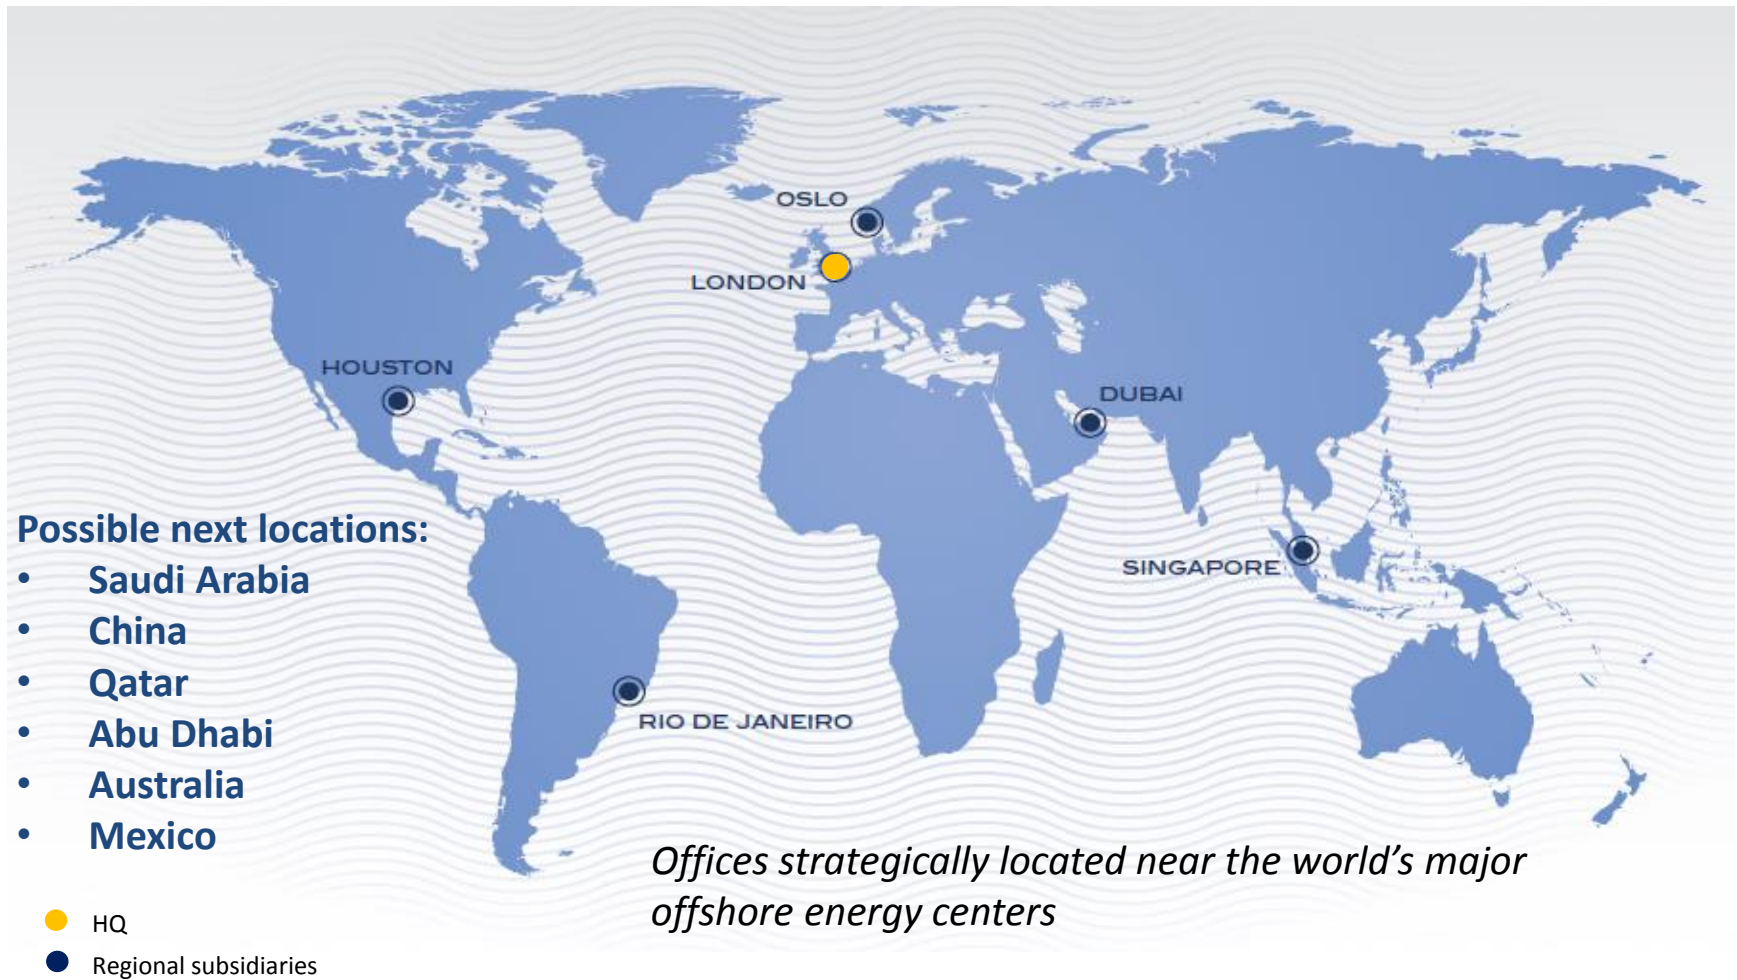 OSLO
LONDON
HOUSTON
DUBAI
SINGAPORE
RIO DE JANEIRO
Possible next locations:
• Saudi Arabia
• China
• Qatar
• Abu Dhabi
• Australia
• Mexico
Offices strategically located near the world’s major
offshore energy centers
HQ
Regional subsidiaries